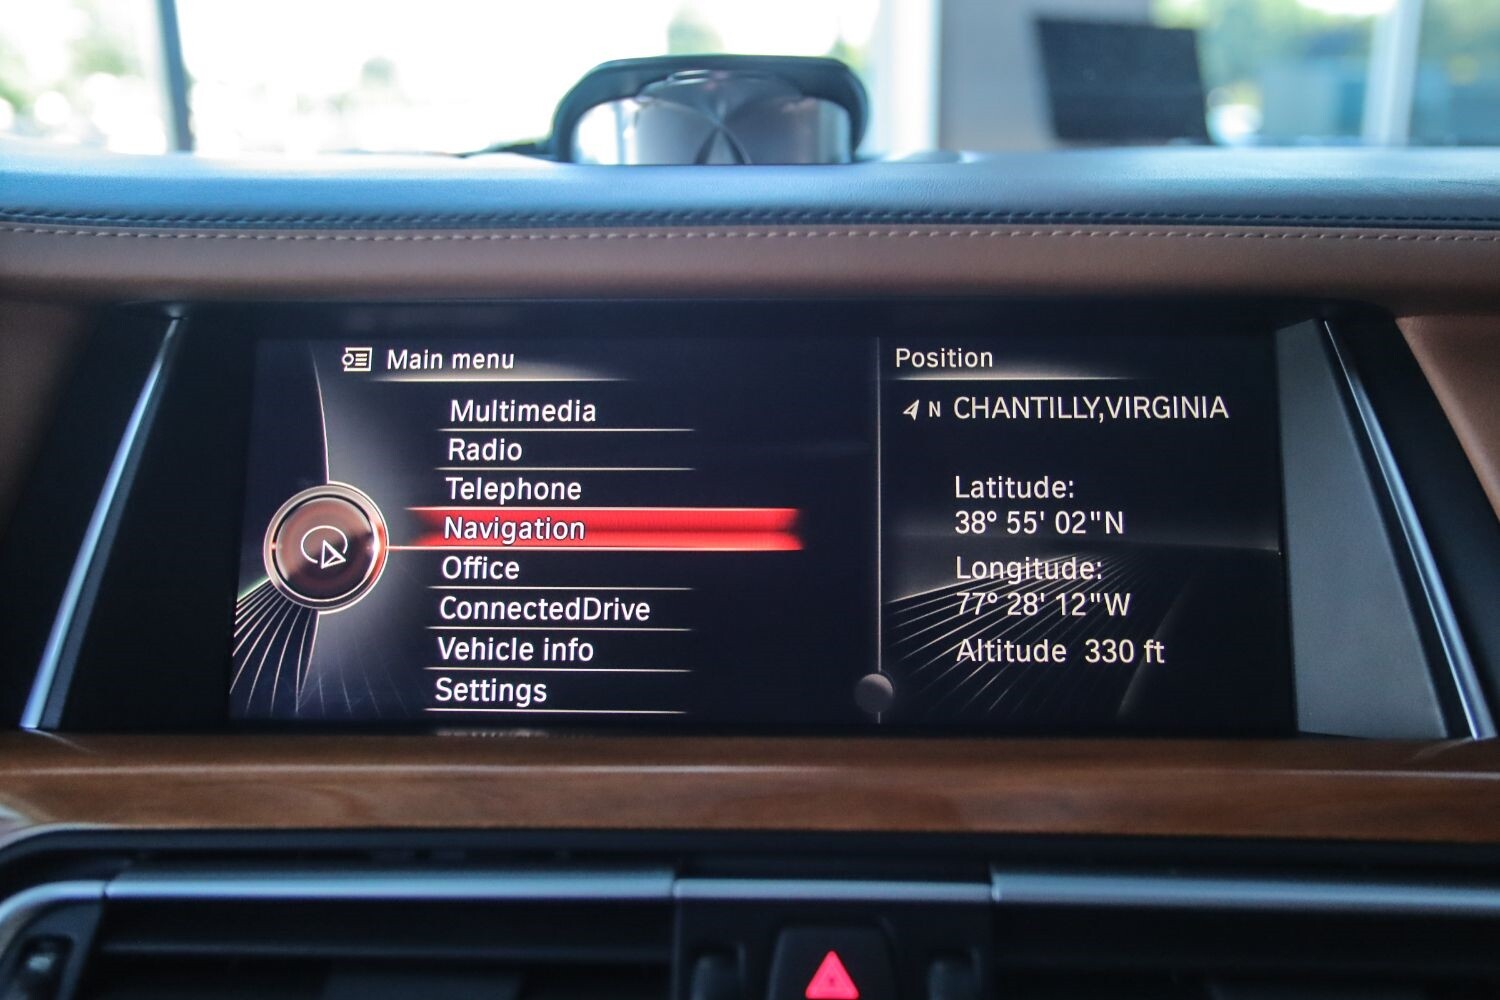 Main menu
Multimedia
Radio
Telephone
Navigation
Office
ConnectedDrive
Vehicle info
Settings
Position
N CHANTILLY,VIRGINIA
Latitude:
38° 55' 02"N
Longitude:
77° 28' 12"W
Altitude 330 ft